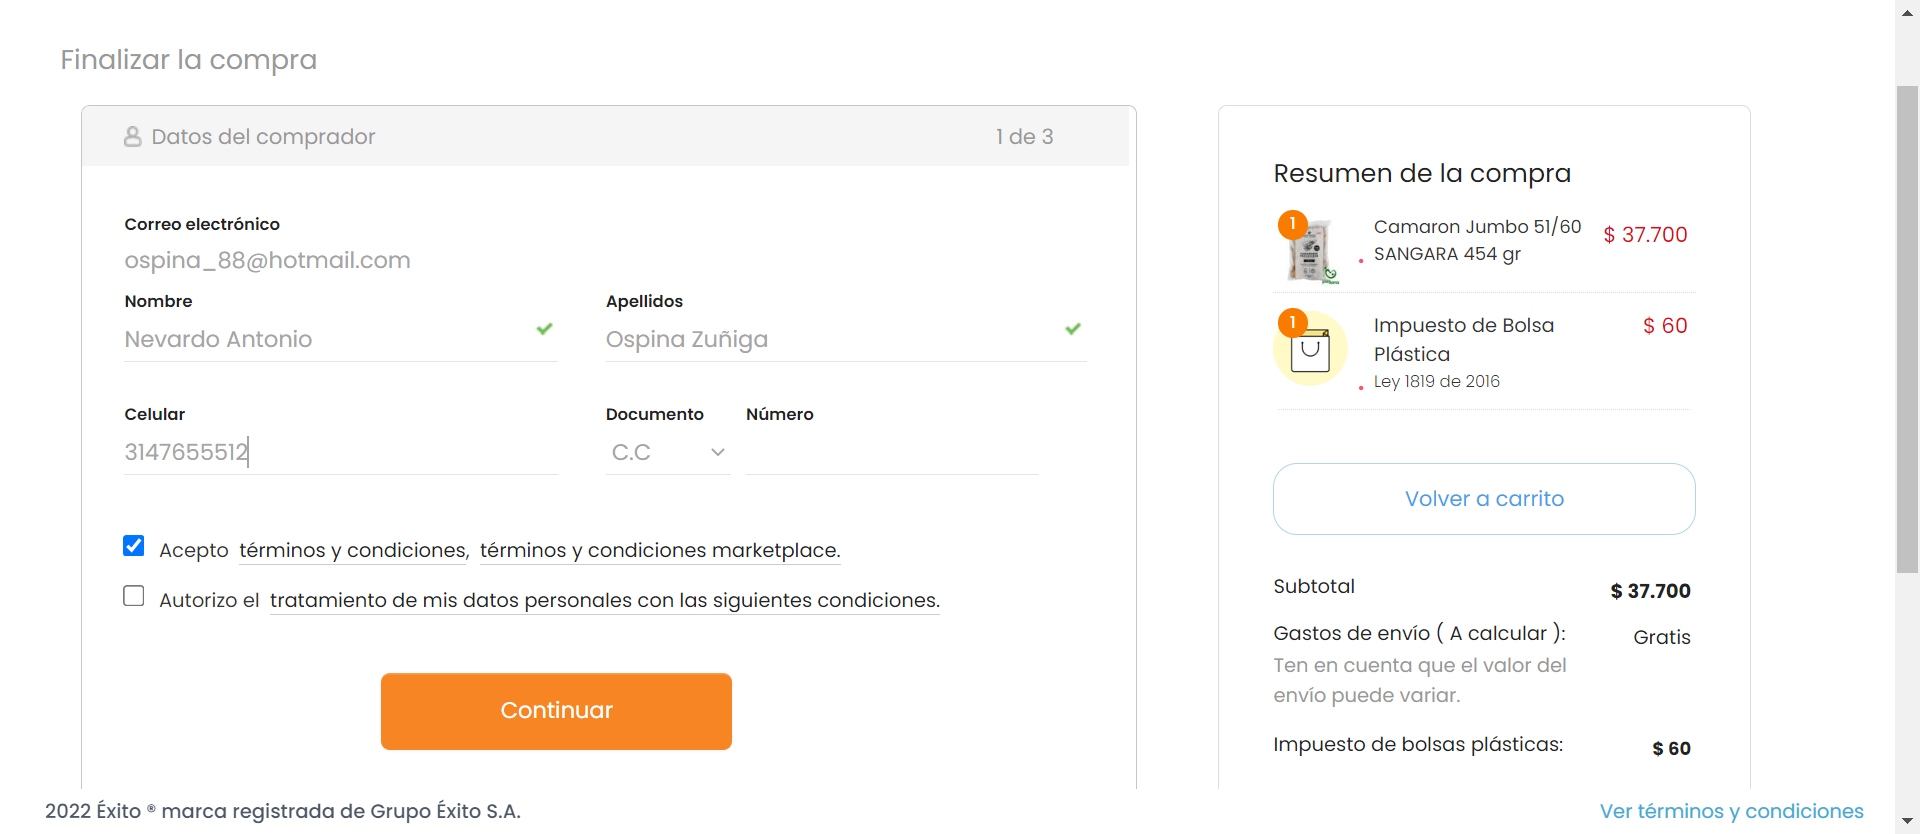 Finalizar la compra
Datos del comprador
1 de 3
Correo electrónico
ospina_88@hotmail.com
Nombre
Nevardo Antonio
Apellidos
Ospina Zuñiga
Celular
3147655512
Documento
C.C
Número
Acepto términos y condiciones, términos y condiciones marketplace.
Autorizo el tratamiento de mis datos personales con las siguientes condiciones.
Continuar
Resumen de la compra
1
Camaron Jumbo 51/60
SANGARA 454 gr
$ 37.700
1
Impuesto de Bolsa
Plástica
Ley 1819 de 2016
$ 60
Volver a carrito
Subtotal
$ 37.700
Gastos de envío ( A calcular ):
Gratis
Ten en cuenta que el valor del
envío puede variar.
Impuesto de bolsas plásticas:
$ 60
2022 Éxito ® marca registrada de Grupo Éxito S.A.
Ver términos y condiciones